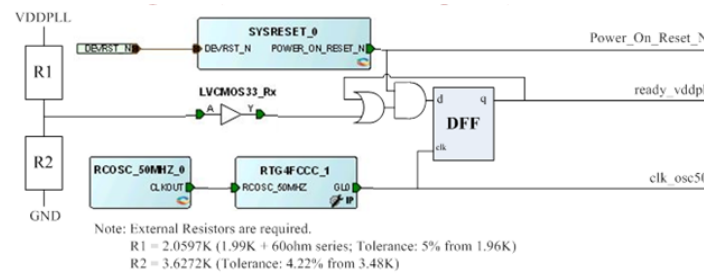 VDDPLL
SYSRESET_0
DEVRST_N
DEVRST_N POWER_ON_RESET_N
Power_On_Reset_N
R1
LVCMOS33_Rx
A Y
ready_vddpl
d q
DFF
clk
R2
RCOSC_50MHZ_0
CLKOUT
RTG4FCCC_1
RCOSC_50MHZ GL0
IP
clk_osc50
GND
Note: External Resistors are required.
R1 = 2.0597K (1.99K + 60ohm series; Tolerance: 5% from 1.96K)
R2 = 3.6272K (Tolerance: 4.22% from 3.48K)